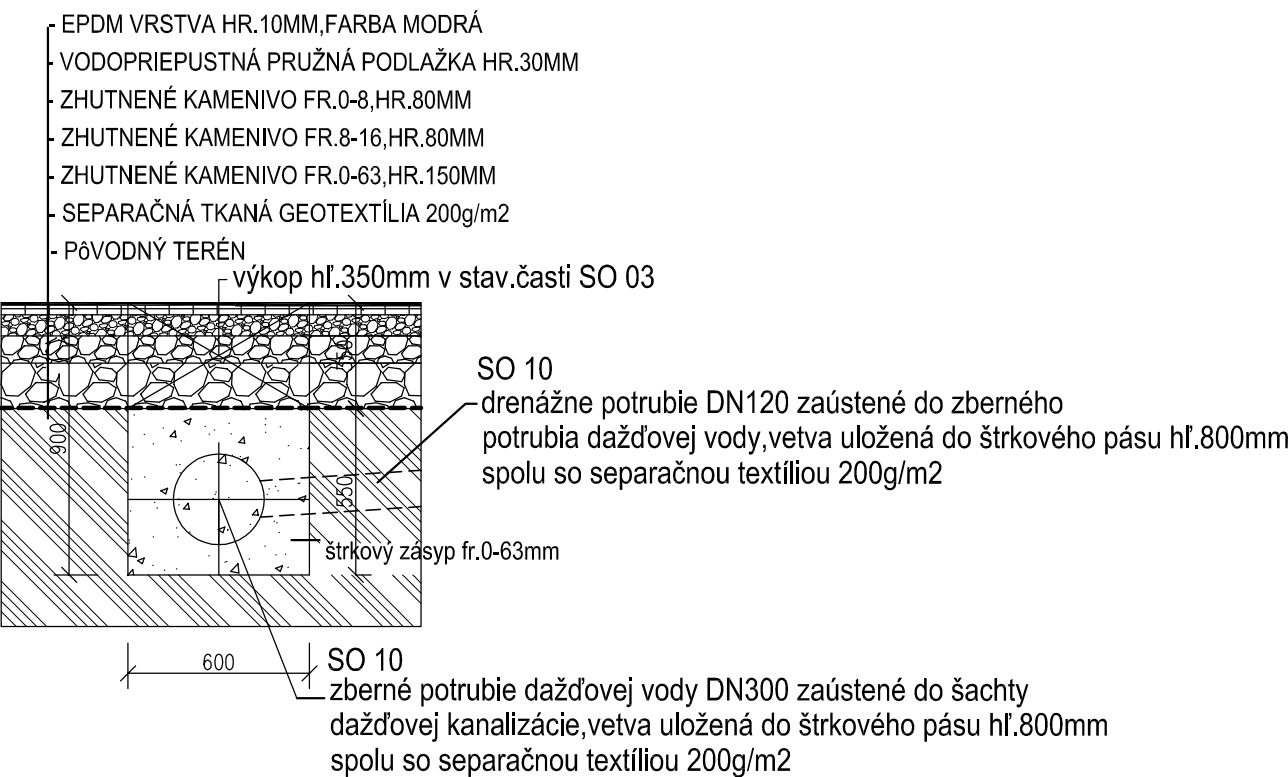 EPDM VRSTVA HR.10MM,FARBA MODRÁ
VODOPRIEPUSTNÁ PRUŽNÁ PODLAŽKA HR.30MM
ZHUTNENÉ KAMENIVO FR.0-8,HR.80MM
ZHUTNENÉ KAMENIVO FR.8-16,HR.80MM
ZHUTNENÉ KAMENIVO FR.0-63,HR.150MM
SEPARAČNÁ TKANÁ GEOTEXTÍLIA 200g/m2
PôVODNÝ TERÉN
výkop hľ.350mm v stav.časti SO 03
350
SO 10
drenážne potrubie DN120 zaústené do zberného
potrubia dažďovej vody,vetva uložená do štrkového pásu hľ.800mm
spolu so separačnou textíliou 200g/m2
900
550
štrkový zásyp fr.0-63mm
600
SO 10
zberné potrubie dažďovej vody DN300 zaústené do šachty
dažďovej kanalizácie,vetva uložená do štrkového pásu hľ.800mm
spolu so separačnou textíliou 200g/m2